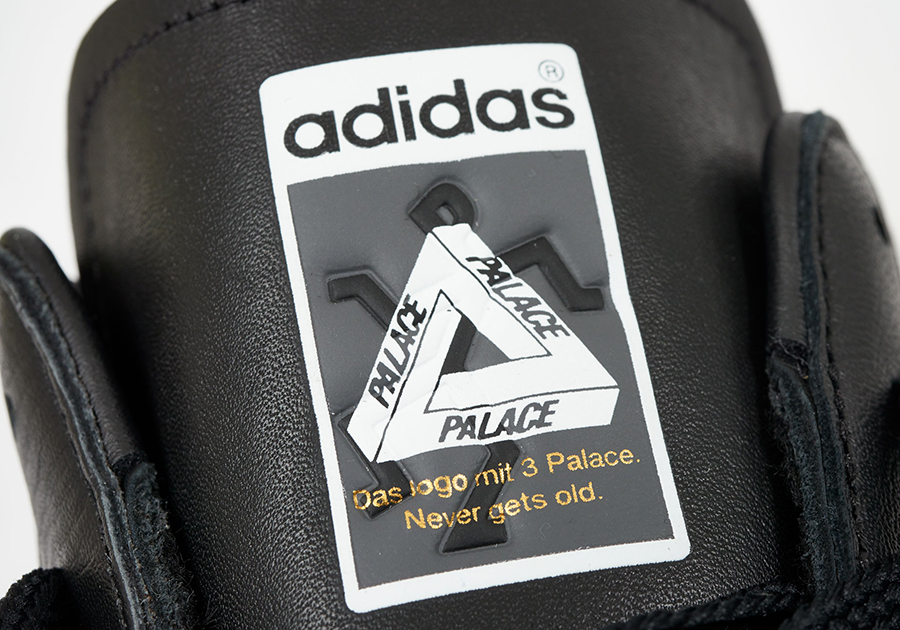 adidas ®
PALACE
PALACE
PALACE
Das logo mit 3 Palace.
Never gets old.